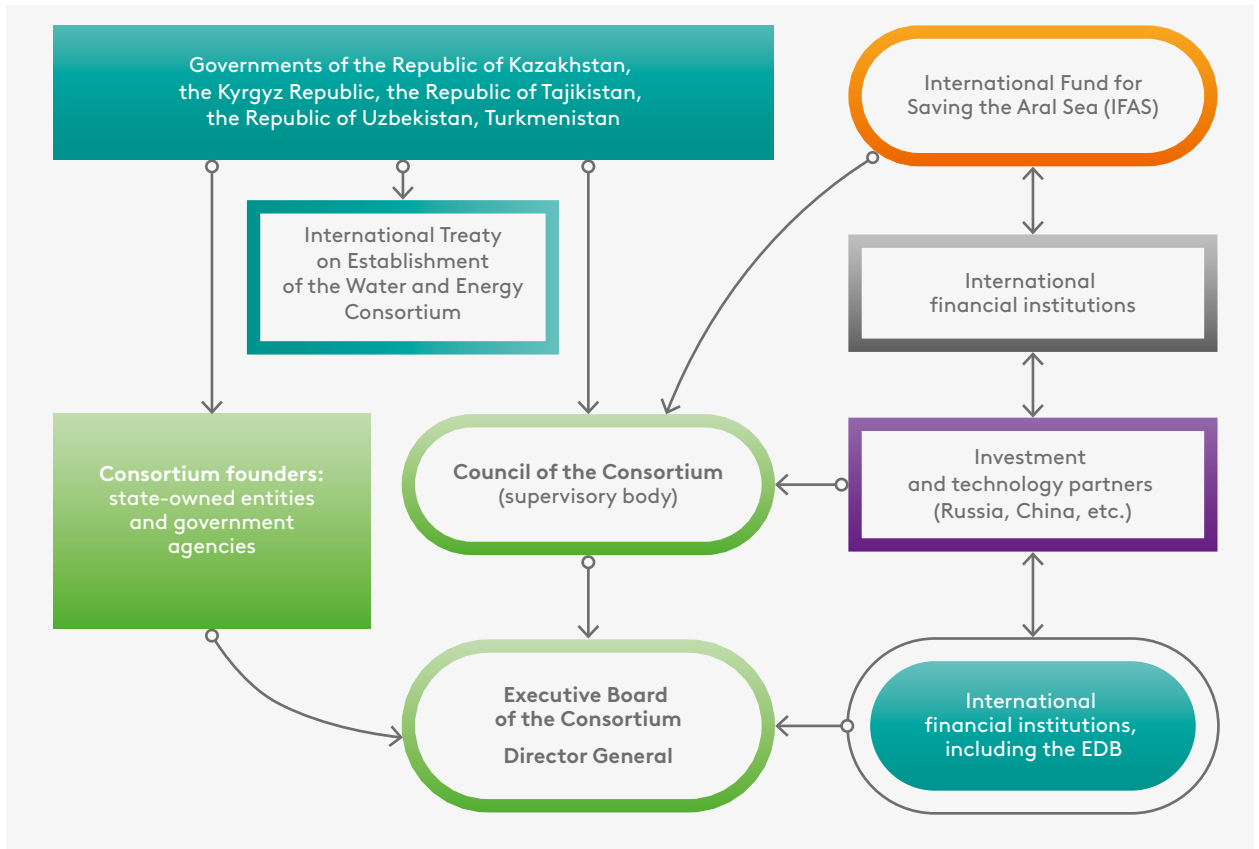 Governments of the Republic of Kazakhstan,
the Kyrgyz Republic, the Republic of Tajikistan,
the Republic of Uzbekistan, Turkmenistan
International Fund for
Saving the Aral Sea (IFAS)
International Treaty
on Establishment
of the Water and Energy
Consortium
International
financial institutions
Consortium founders:
state-owned entities
and government
agencies
Council of the Consortium
(supervisory body)
Investment
and technology partners
(Russia, China, etc.)
Executive Board
of the Consortium
Director General
International
financial institutions,
including the EDB